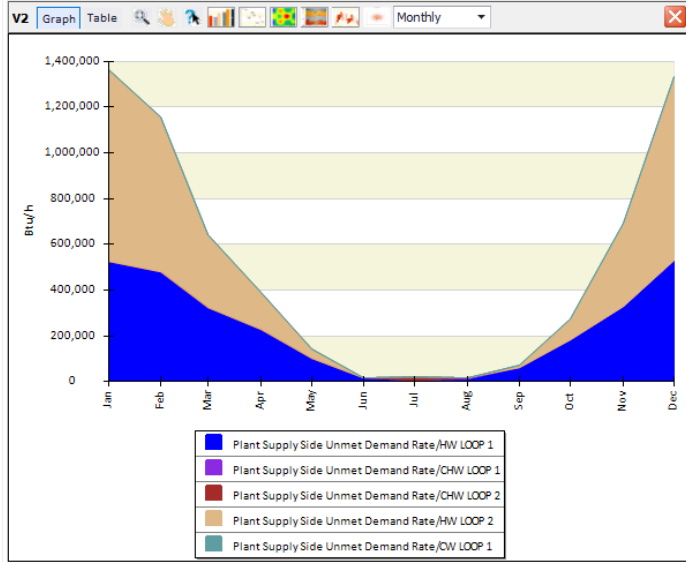 V2 Graph Table Monthly
1,400,000
1,200,000
1,000,000
800,000
600,000
400,000
200,000
0
Btu/h
Jan Feb Mar Apr May Jun Jul Aug Sep Oct Nov Dec
Plant Supply Side Unmet Demand Rate/HW LOOP 1
Plant Supply Side Unmet Demand Rate/CHW LOOP 1
Plant Supply Side Unmet Demand Rate/CHW LOOP 2
Plant Supply Side Unmet Demand Rate/HW LOOP 2
Plant Supply Side Unmet Demand Rate/CW LOOP 1